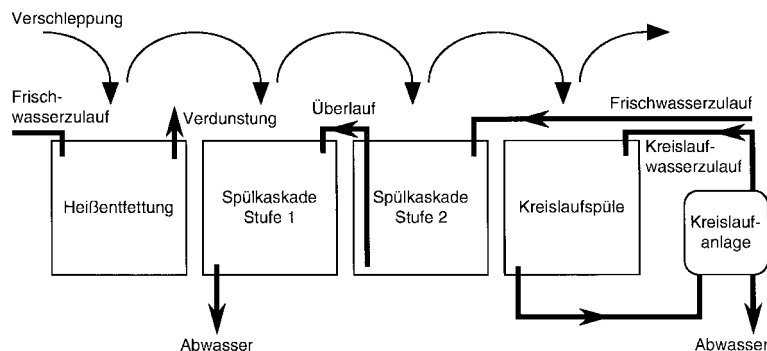 Verschleppung
Frisch-
wasserzulauf
Verdunstung
Überlauf
Frischwasserzulauf
Kreislauf-
wasserzulauf
Heißentfettung
Spülkaskade
Stufe 1
Spülkaskade
Stufe 2
Kreislaufspüle
Kreislauf-
anlage
Abwasser
Abwasser